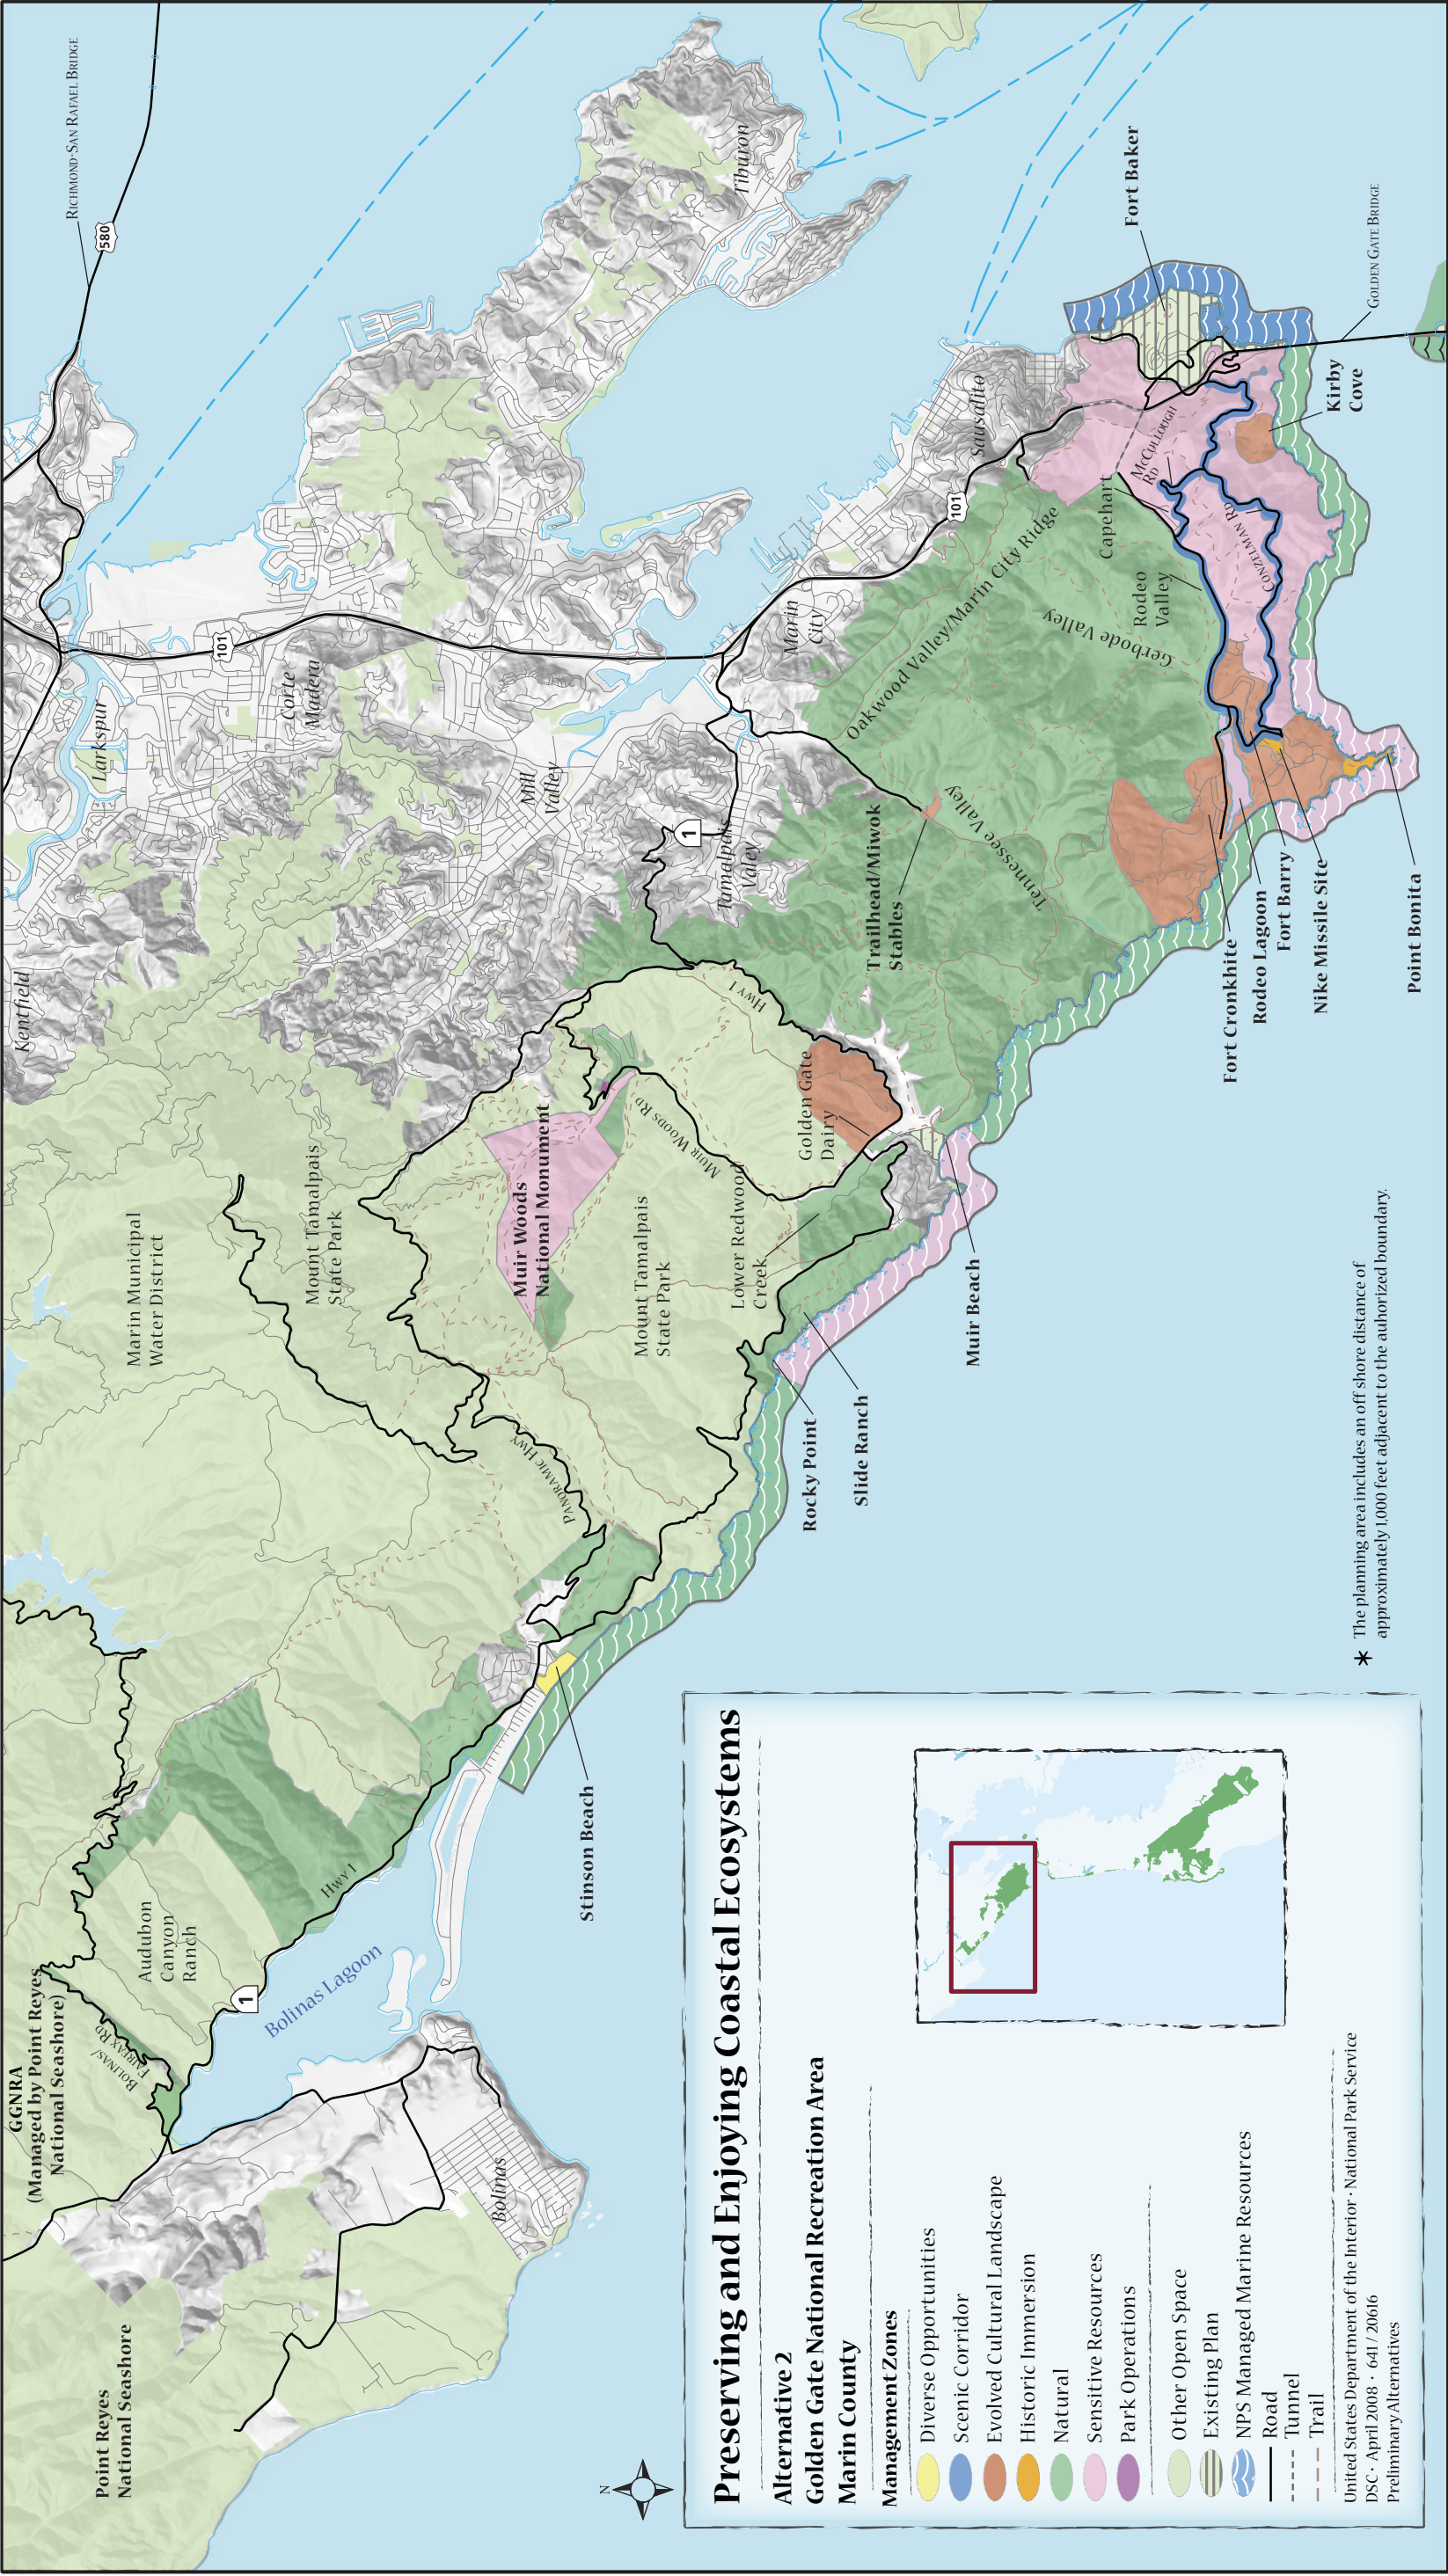 Preserving and Enjoying Coastal Ecosystems
Alternative 2
Golden Gate National Recreation Area
Marin County
Management Zones
Diverse Opportunities
Scenic Corridor
Evolved Cultural Landscape
Historic Immersion
Natural
Sensitive Resources
Park Operations
Other Open Space
Existing Plan
NPS Managed Marine Resources
Road
Tunnel
Trail
United States Department of the Interior · National Park Service
DSC · April 2008 · 641 / 20616
Preliminary Alternatives
N
* The planning area includes an off shore distance of
approximately 1,000 feet adjacent to the auhorized boundary.
Point Reyes
National Seashore
GGNRA
(Managed by Point Reyes
National Seashore)
BOLINAS/
FAIRFAX RD
Audubon
Canyon
Ranch
1
Hwy 1
Bolinas Lagoon
Bolinas
Stinson Beach
Marin Municipal
Water District
Mount Tamalpais
State Park
PANORAMIC HWY
Muir Woods
National Monument
Mount Tamalpais
State Park
Lower Redwood
Creek
MUIR WOODS RD
Golden Gate
Dairy
Hwy 1
Rocky Point
Slide Ranch
Muir Beach
Kentfield
Larkspur
Corte
Madera
101
Mill
Valley
Tamalpais
Valley
1
Marin
City
101
Sausalito
Tiburon
580
RICHMOND-SAN RAFAEL BRIDGE
Trailhead/Miwok
Stables
Tennessee Valley
Oakwood Valley/Marin City Ridge
Gerbode Valley
Rodeo
Valley
Capehart
MCCULLOUGH
RD
CONZELMAN RD
Fort Baker
Kirby
Cove
GOLDEN GATE BRIDGE
Fort Cronkhite
Rodeo Lagoon
Fort Barry
Nike Missile Site
Point Bonita